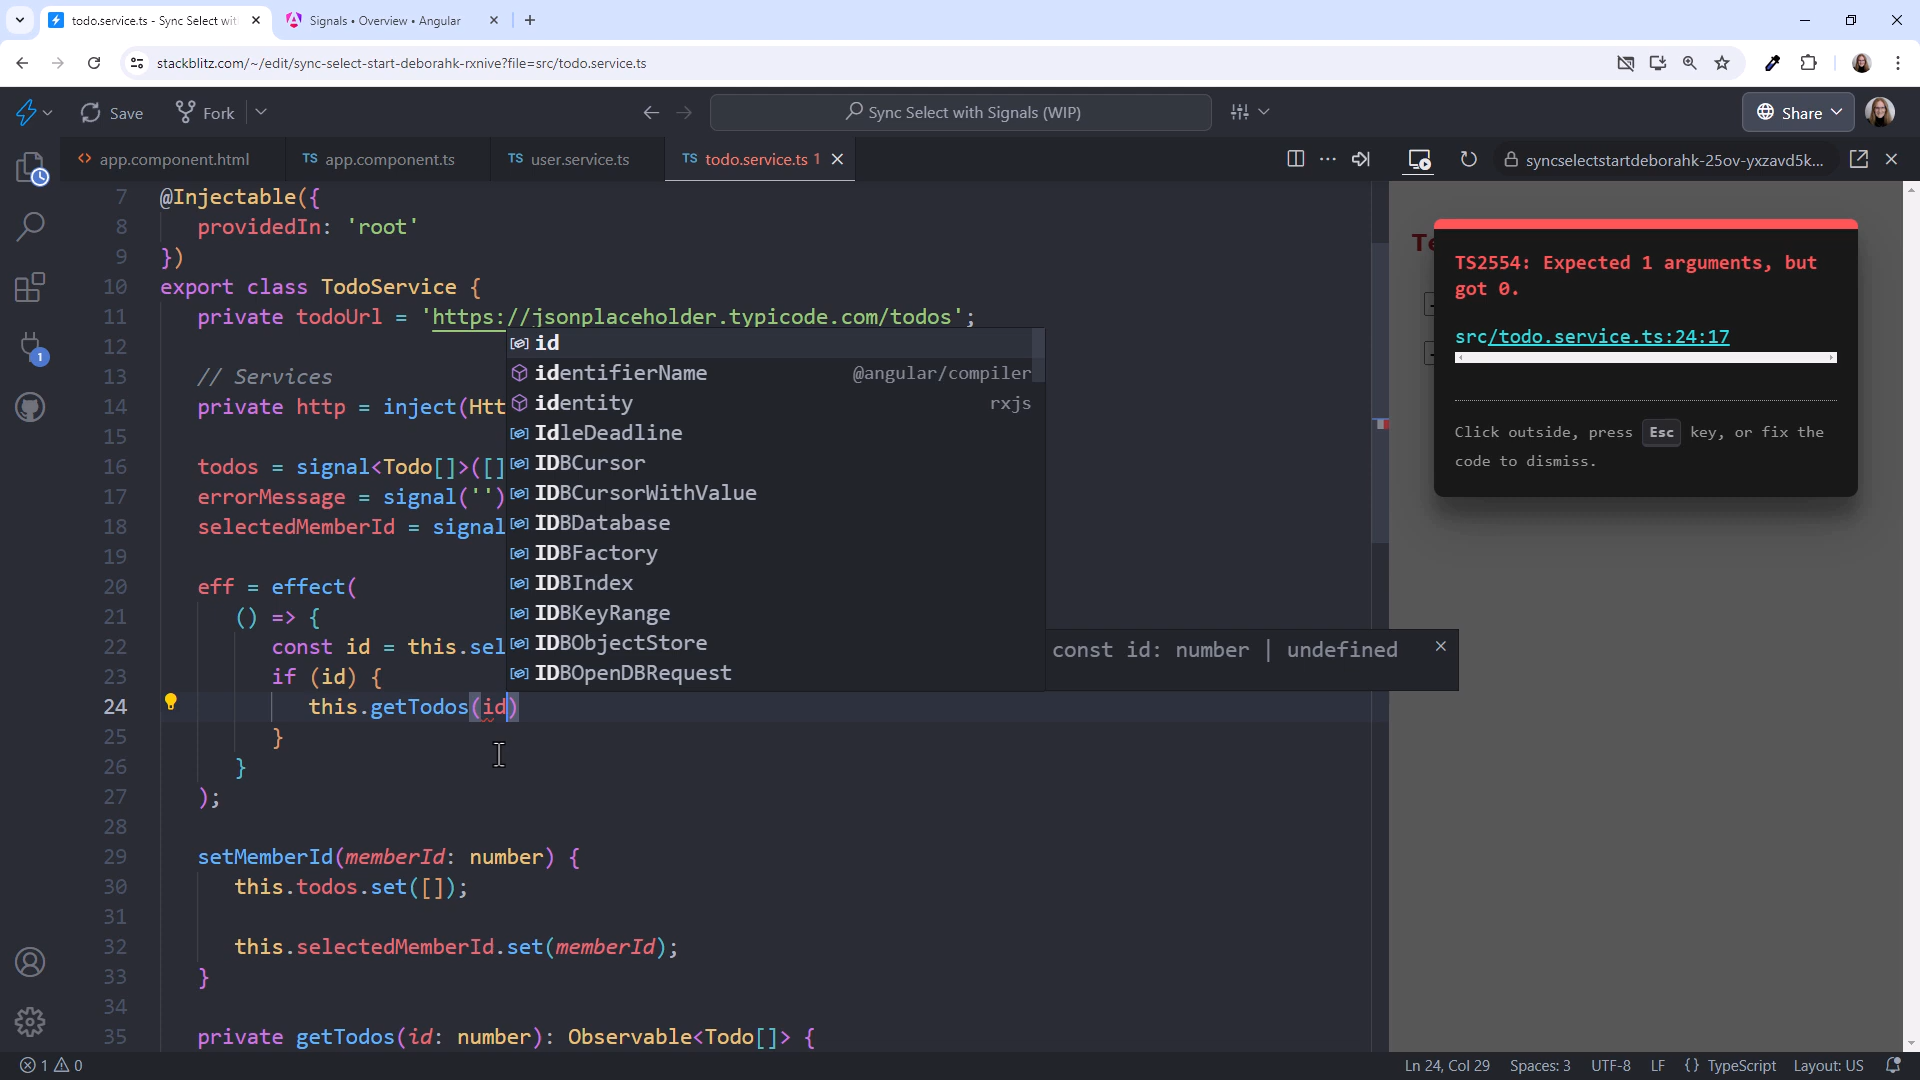 todo.service.ts - Sync Select wit
Signals • Overview • Angular
stackblitz.com/~/edit/sync-select-start-deborahk-rxnive?file=src/todo.service.ts
Save
Fork
Sync Select with Signals (WIP)
Share
<> app.component.html
TS app.component.ts
TS user.service.ts
TS todo.service.ts 1
syncselectstartdeborahk-25ov-yxzavd5k...
7 @Injectable({
8 providedIn: 'root'
9 })
10 export class TodoService {
11 private todoUrl = 'https://jsonplaceholder.typicode.com/todos';
12
13 // Services
14 private http = inject(Htt
15
16 todos = signal<Todo[]>([]
17 errorMessage = signal('')
18 selectedMemberId = signal
19
20 eff = effect(
21 () => {
22 const id = this.sel
23 if (id) {
24 this.getTodos(id)
25 }
26 }
27 );
28
29 setMemberId(memberId: number) {
30 this.todos.set([]);
31
32 this.selectedMemberId.set(memberId);
33 }
34
35 private getTodos(id: number): Observable<Todo[]> {
id
identifierName @angular/compiler
identity rxjs
IdleDeadline
IDBCursor
IDBCursorWithValue
IDBDatabase
IDBFactory
IDBIndex
IDBKeyRange
IDBObjectStore
IDBOpenDBRequest
const id: number | undefined
Te
TS2554: Expected 1 arguments, but
got 0.
src/todo.service.ts:24:17
Click outside, press Esc key, or fix the
code to dismiss.
1
1 0
Ln 24, Col 29 Spaces: 3 UTF-8 LF {} TypeScript Layout: US